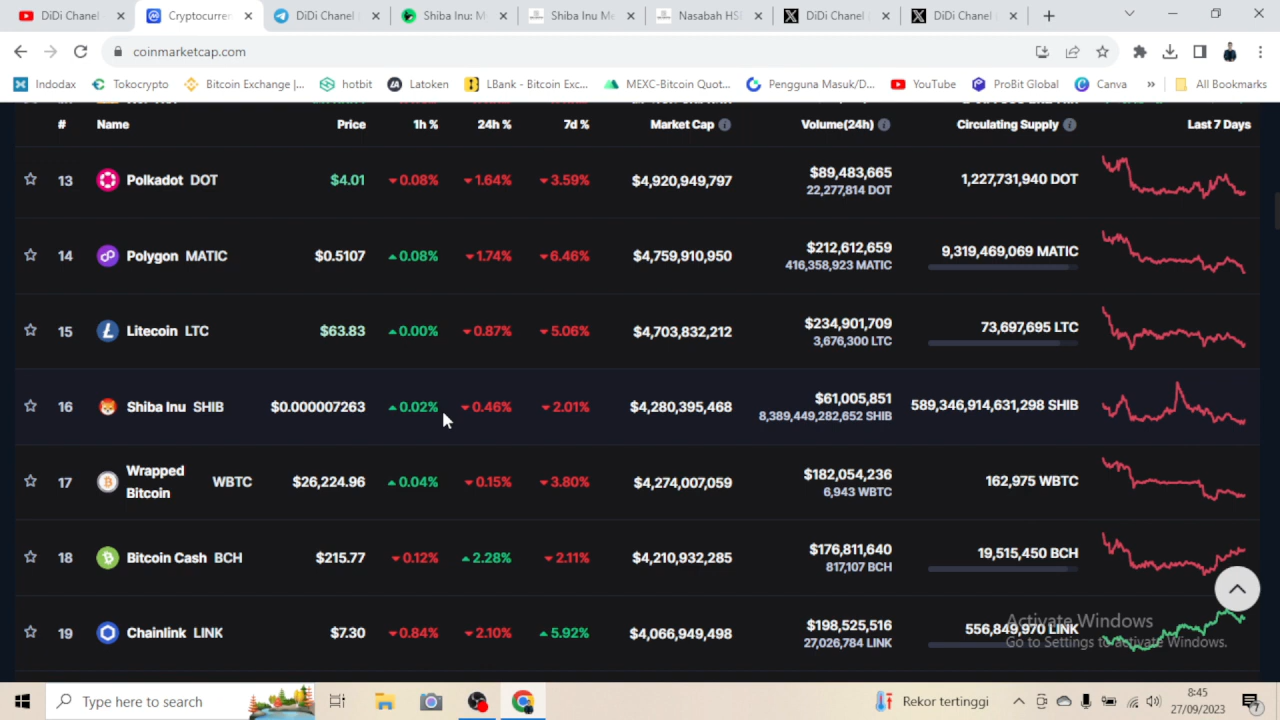 DiDi Chanel
Cryptocurren
DiDi Chanel
Shiba Inu: M
Shiba Inu Me
Nasabah HSI
DiDi Chanel
DiDi Chanel
coinmarketcap.com
Indodax
Tokocrypto
Bitcoin Exchange |...
hotbit
Latoken
LBank - Bitcoin Exc...
MEXC-Bitcoin Quot...
Pengguna Masuk/D...
YouTube
ProBit Global
Canva
»
All Bookmarks
# Name Price 1h % 24h % 7d % Market Cap Volume(24h) Circulating Supply Last 7 Days
13 Polkadot DOT $4.01 0.08% 1.64% 3.59% $4,920,949,797 $89,483,665 1,227,731,940 DOT
22,277,814 DOT
14 Polygon MATIC $0.5107 0.08% 1.74% 6.46% $4,759,910,950 $212,612,659 9,319,469,069 MATIC
416,358,923 MATIC
15 Litecoin LTC $63.83 0.00% 0.87% 5.06% $4,703,832,212 $234,901,709 73,697,695 LTC
3,676,300 LTC
16 Shiba Inu SHIB $0.000007263 0.02% 0.46% 2.01% $4,280,395,468 $61,005,851 589,346,914,631,298 SHIB
8,389,449,282,652 SHIB
17 Wrapped Bitcoin WBTC $26,224.96 0.04% 0.15% 3.80% $4,274,007,059 $182,054,236 162,975 WBTC
6,943 WBTC
18 Bitcoin Cash BCH $215.77 0.12% 2.28% 2.11% $4,210,932,285 $176,811,640 19,515,450 BCH
817,107 BCH
19 Chainlink LINK $7.30 0.84% 2.10% 5.92% $4,066,949,498 $198,525,516 556,849,970 LINK
27,026,784 LINK
Activate Windows
Go to Settings to activate Windows.
Type here to search
Rekor tertinggi
8:45
27/09/2023
7